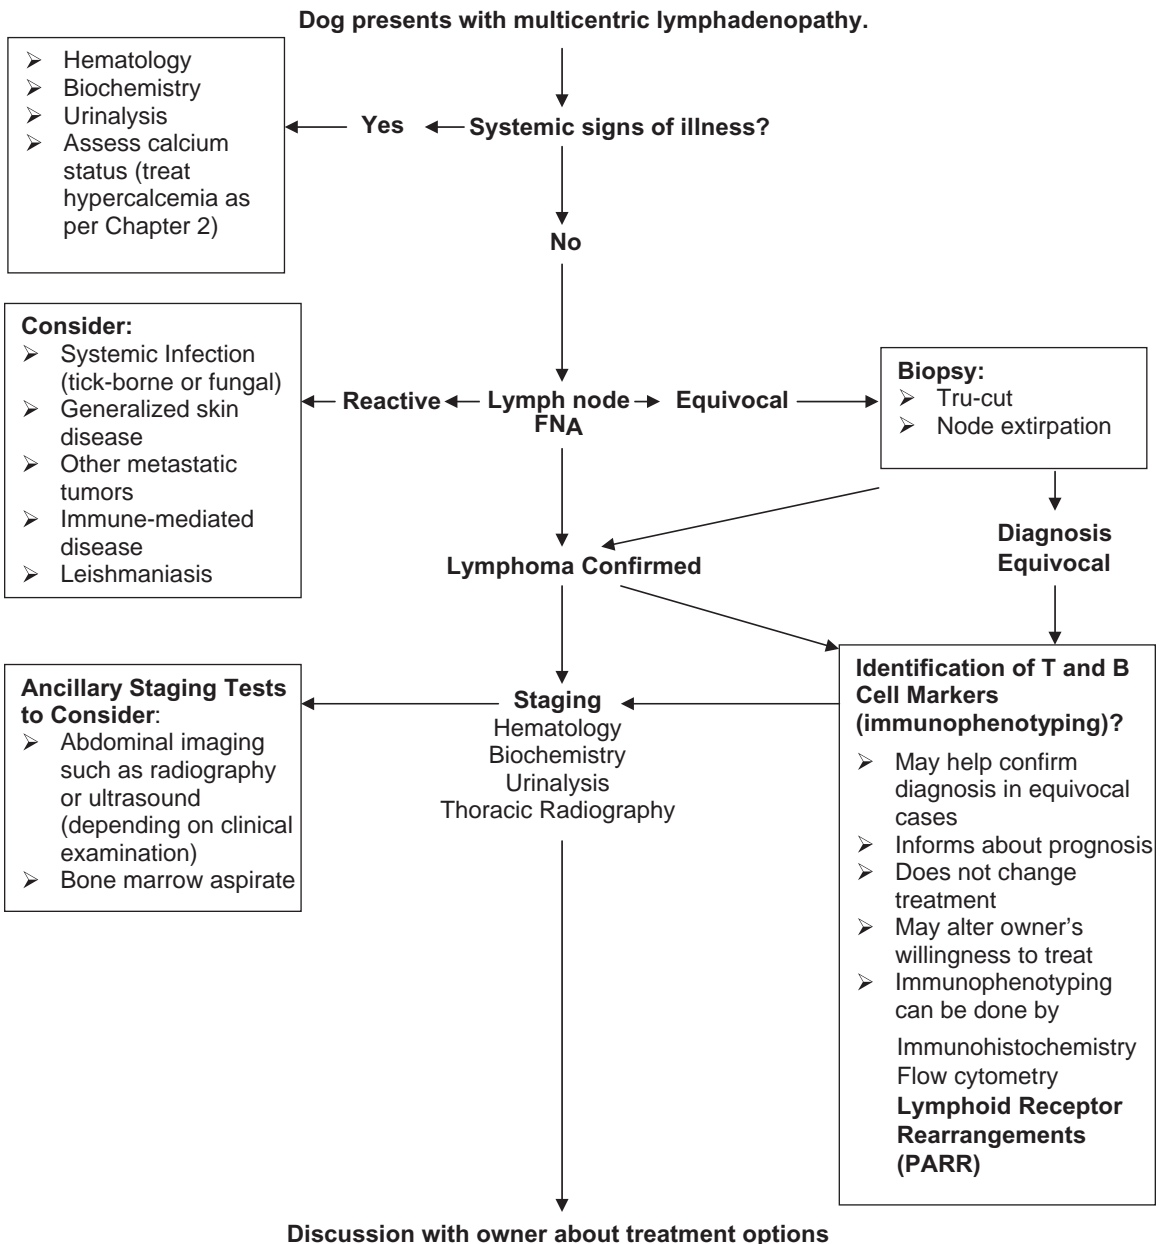 Dog presents with multicentric lymphadenopathy.
➢ Hematology
➢ Biochemistry
➢ Urinalysis
➢ Assess calcium
status (treat
hypercalcemia as
per Chapter 2)
Yes
Systemic signs of illness?
No
Consider:
➢ Systemic Infection
(tick-borne or fungal)
➢ Generalized skin
disease
➢ Other metastatic
tumors
➢ Immune-mediated
disease
➢ Leishmaniasis
Reactive
Lymph node
FNA
Equivocal
Biopsy:
➢ Tru-cut
➢ Node extirpation
Diagnosis
Equivocal
Lymphoma Confirmed
Ancillary Staging Tests
to Consider:
➢ Abdominal imaging
such as radiography
or ultrasound
(depending on clinical
examination)
➢ Bone marrow aspirate
Staging
Hematology
Biochemistry
Urinalysis
Thoracic Radiography
Identification of T and B
Cell Markers
(immunophenotyping)?
➢ May help confirm
diagnosis in equivocal
cases
➢ Informs about prognosis
➢ Does not change
treatment
➢ May alter owner's
willingness to treat
➢ Immunophenotyping
can be done by
Immunohistochemistry
Flow cytometry
Lymphoid Receptor
Rearrangements
(PARR)
Discussion with owner about treatment options